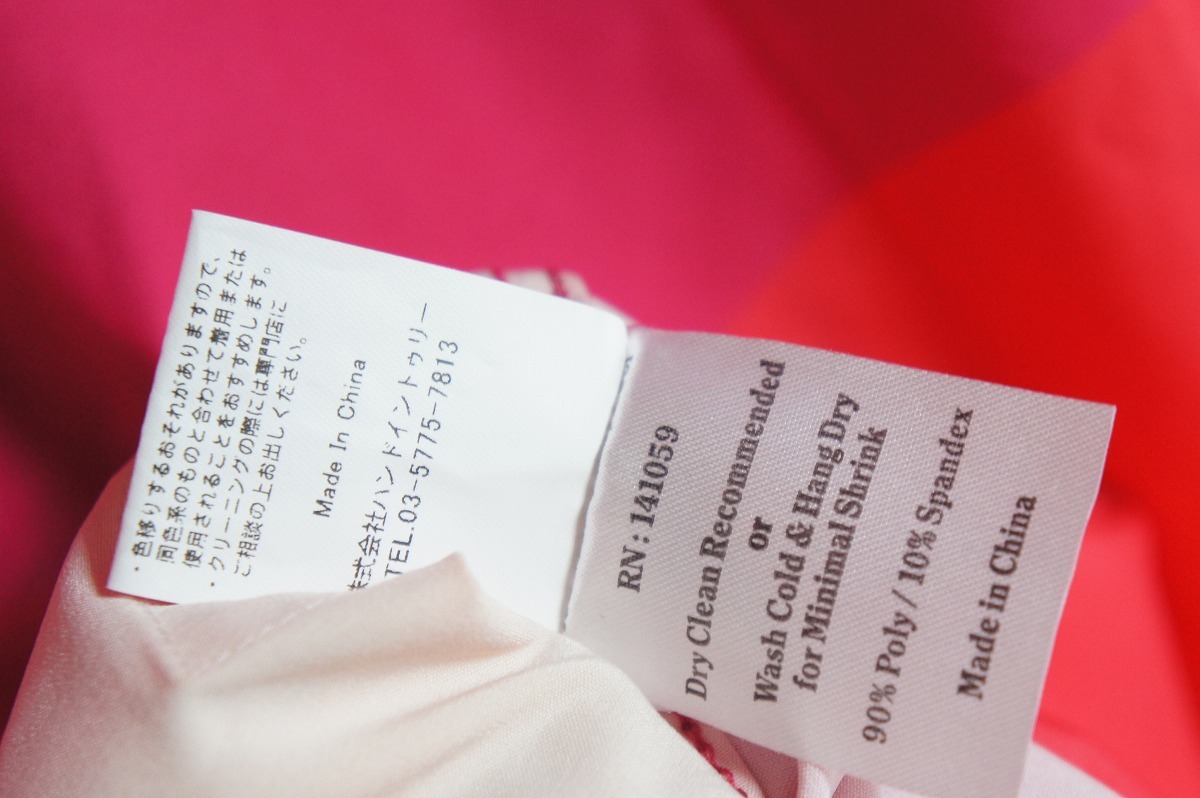 ・色移りするおそれがありますので、
同色系のものと合わせて着用または
使用されることをおすすめします。
・クリーニングの際には専門店に
ご相談の上お出しください。
Made In China
株式会社ハンドイントゥリー
TEL.03-5775-7813
RN: 141059
Dry Clean Recommended
or
Wash Cold & Hang Dry
for Minimal Shrink
90% Poly / 10% Spandex
Made in China